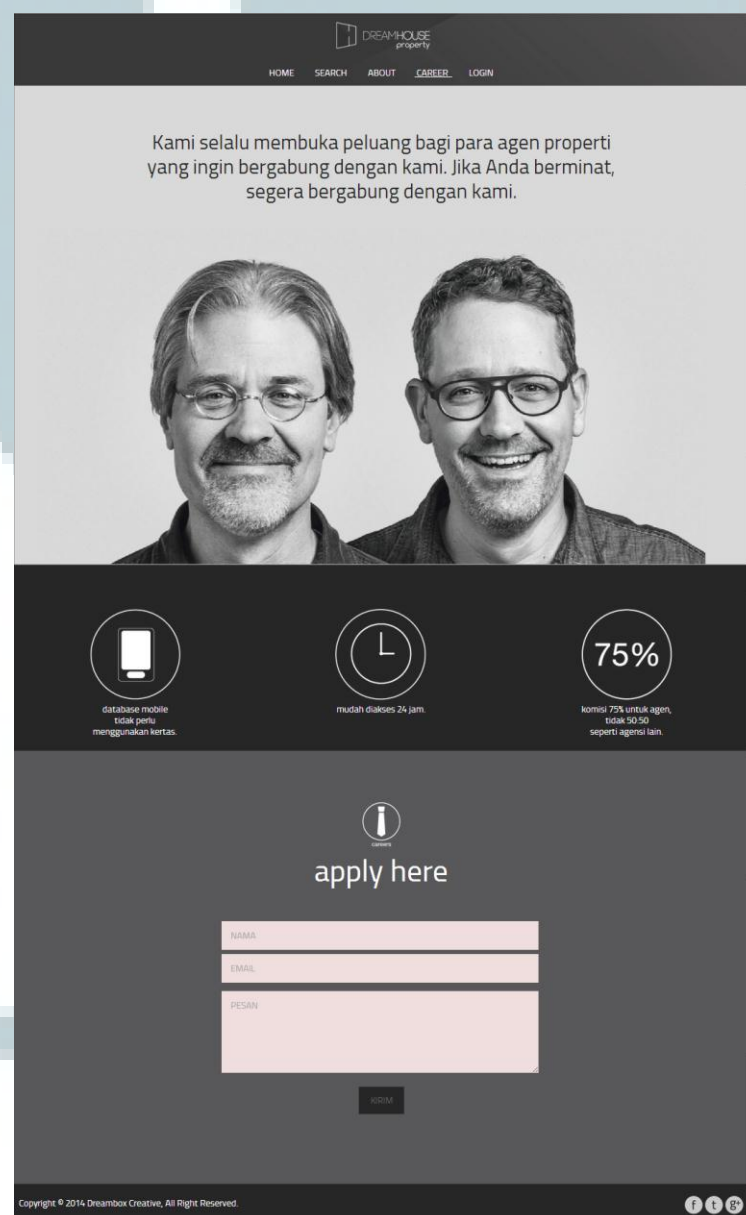 DREAMHOUSE
property
HOME SEARCH ABOUT CAREER LOGIN
Kami selalu membuka peluang bagi para agen properti
yang ingin bergabung dengan kami. Jika Anda berminat,
segera bergabung dengan kami.
75%
database mobile
tidak perlu
menggunakan kertas.
mudah diakses 24 jam.
komisi 75% untuk agen,
tidak 50:50
seperti agensi lain.
careers
apply here
NAMA
EMAIL
PESAN
KIRIM
Copyright © 2014 Dreambox Creative, All Right Reserved.
f t g+